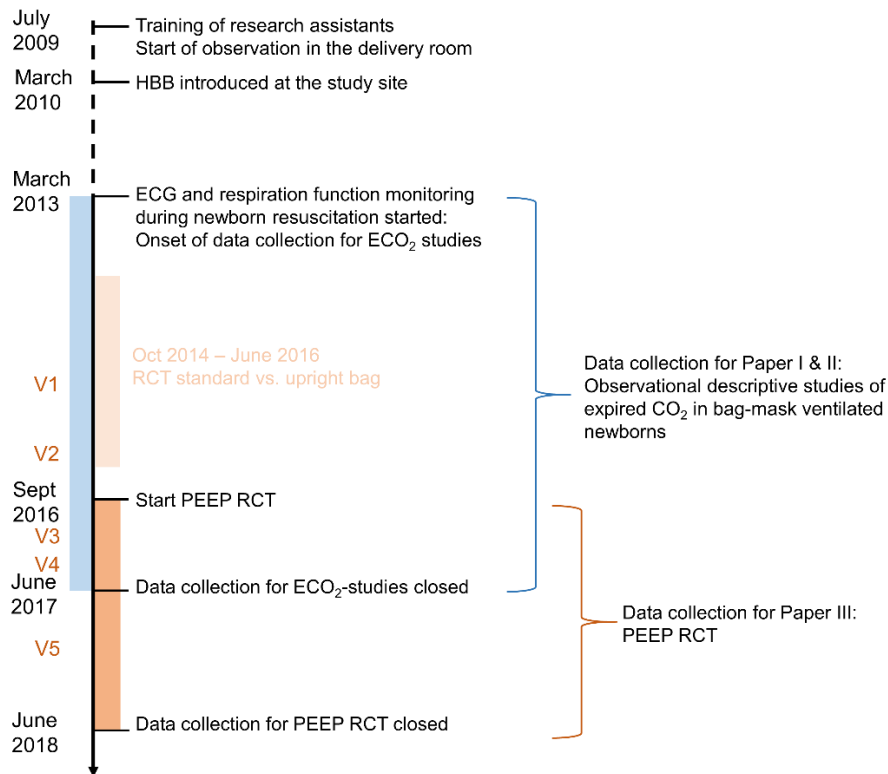 July
2009
Training of research assistants
Start of observation in the delivery room
March
2010
HBB introduced at the study site
March
2013
ECG and respiration function monitoring
during newborn resuscitation started:
Onset of data collection for ECO₂ studies
Oct 2014 – June 2016
RCT standard vs. upright bag
V1
Data collection for Paper I & II:
Observational descriptive studies of
expired CO₂ in bag-mask ventilated
newborns
V2
Sept
2016
Start PEEP RCT
V3
V4
June
2017
Data collection for ECO₂-studies closed
Data collection for Paper III:
PEEP RCT
V5
June
2018
Data collection for PEEP RCT closed